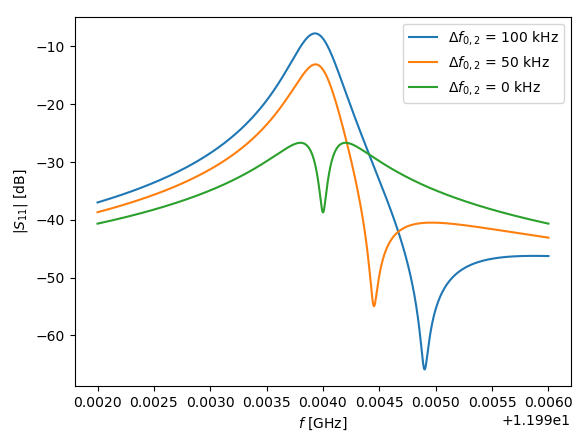 Δf0,2 = 100 kHz
Δf0,2 = 50 kHz
Δf0,2 = 0 kHz
−10
−20
−30
−40
−50
−60
|S11| [dB]
0.0020 0.0025 0.0030 0.0035 0.0040 0.0045 0.0050 0.0055 0.0060
+1.199e1
f [GHz]